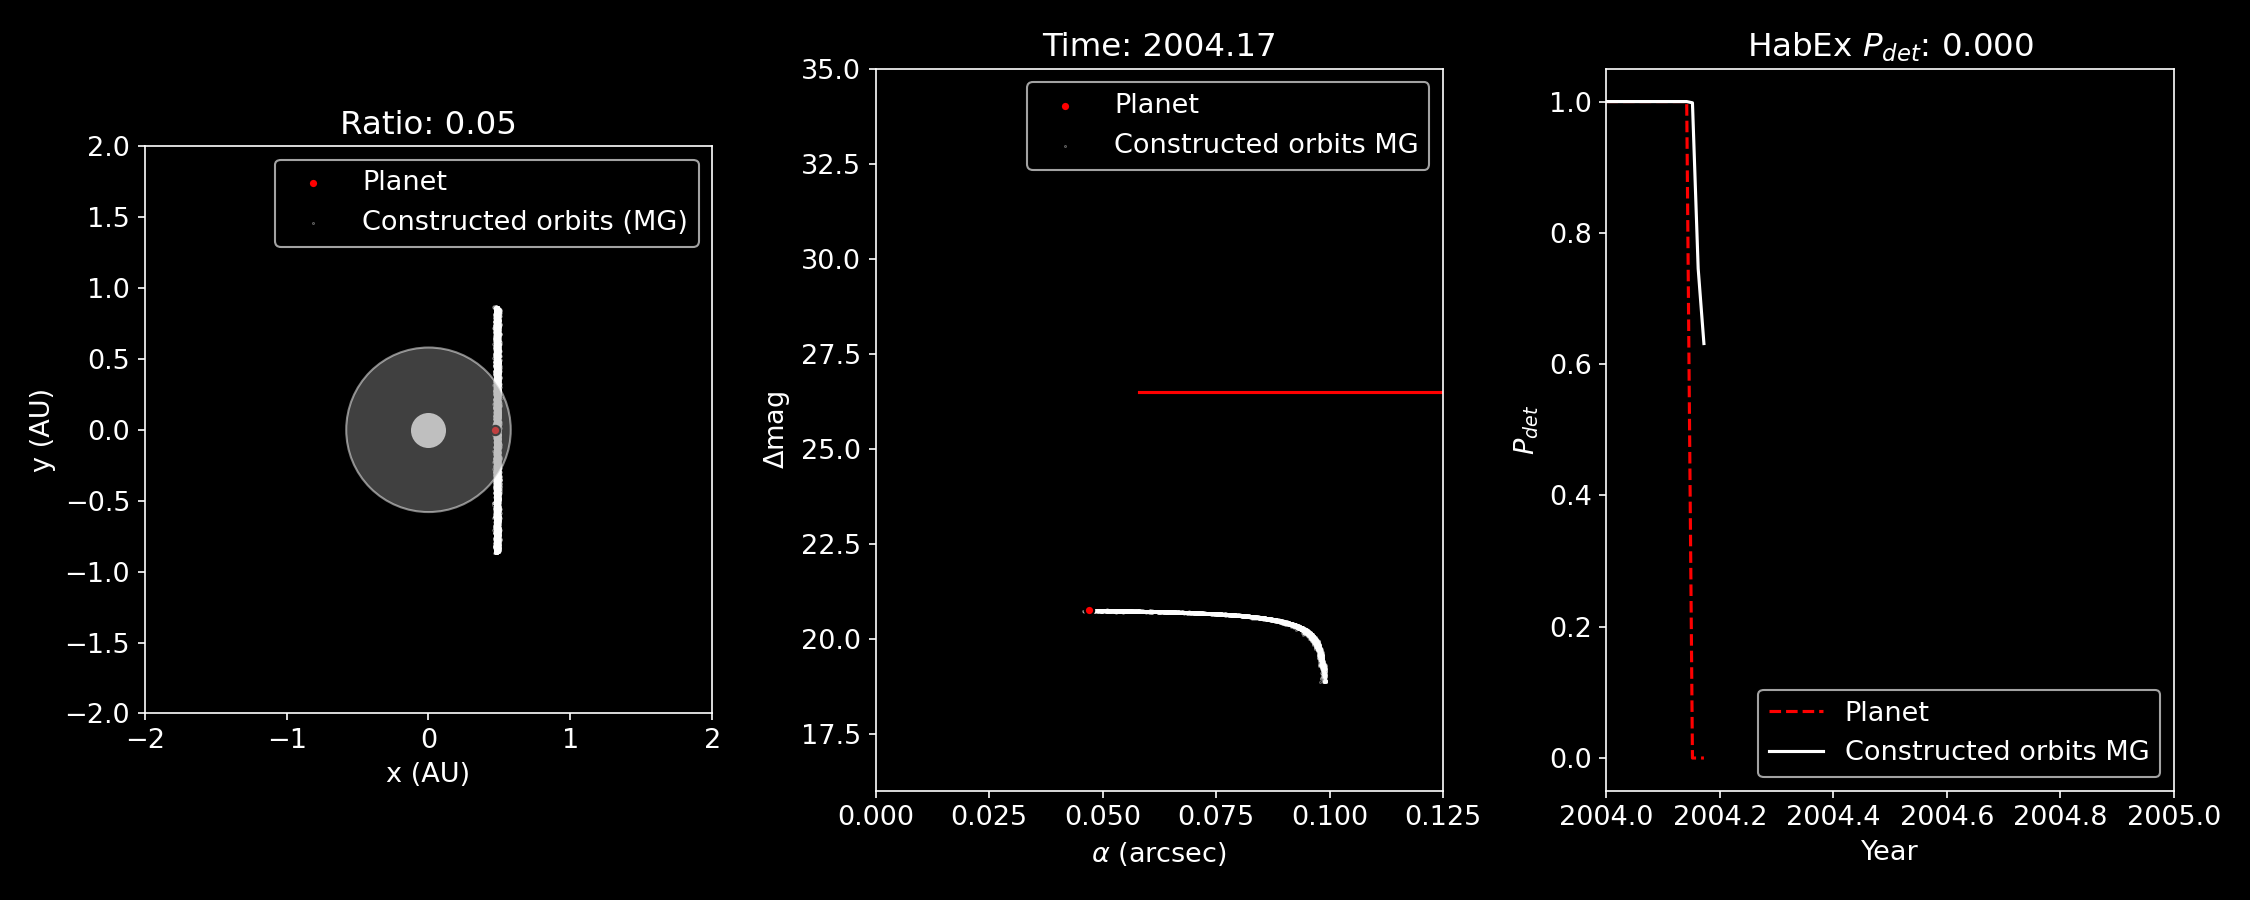 Ratio: 0.05
2.0
1.5
1.0
0.5
0.0
−0.5
−1.0
−1.5
−2.0
y (AU)
Planet
Constructed orbits (MG)
−2
−1
0
1
2
x (AU)
Time: 2004.17
35.0
32.5
30.0
27.5
25.0
22.5
20.0
17.5
Δmag
Planet
Constructed orbits MG
0.000
0.025
0.050
0.075
0.100
0.125
α (arcsec)
HabEx P_det: 0.000
1.0
0.8
0.6
0.4
0.2
0.0
P_det
Planet
Constructed orbits MG
2004.0
2004.2
2004.4
2004.6
2004.8
2005.0
Year